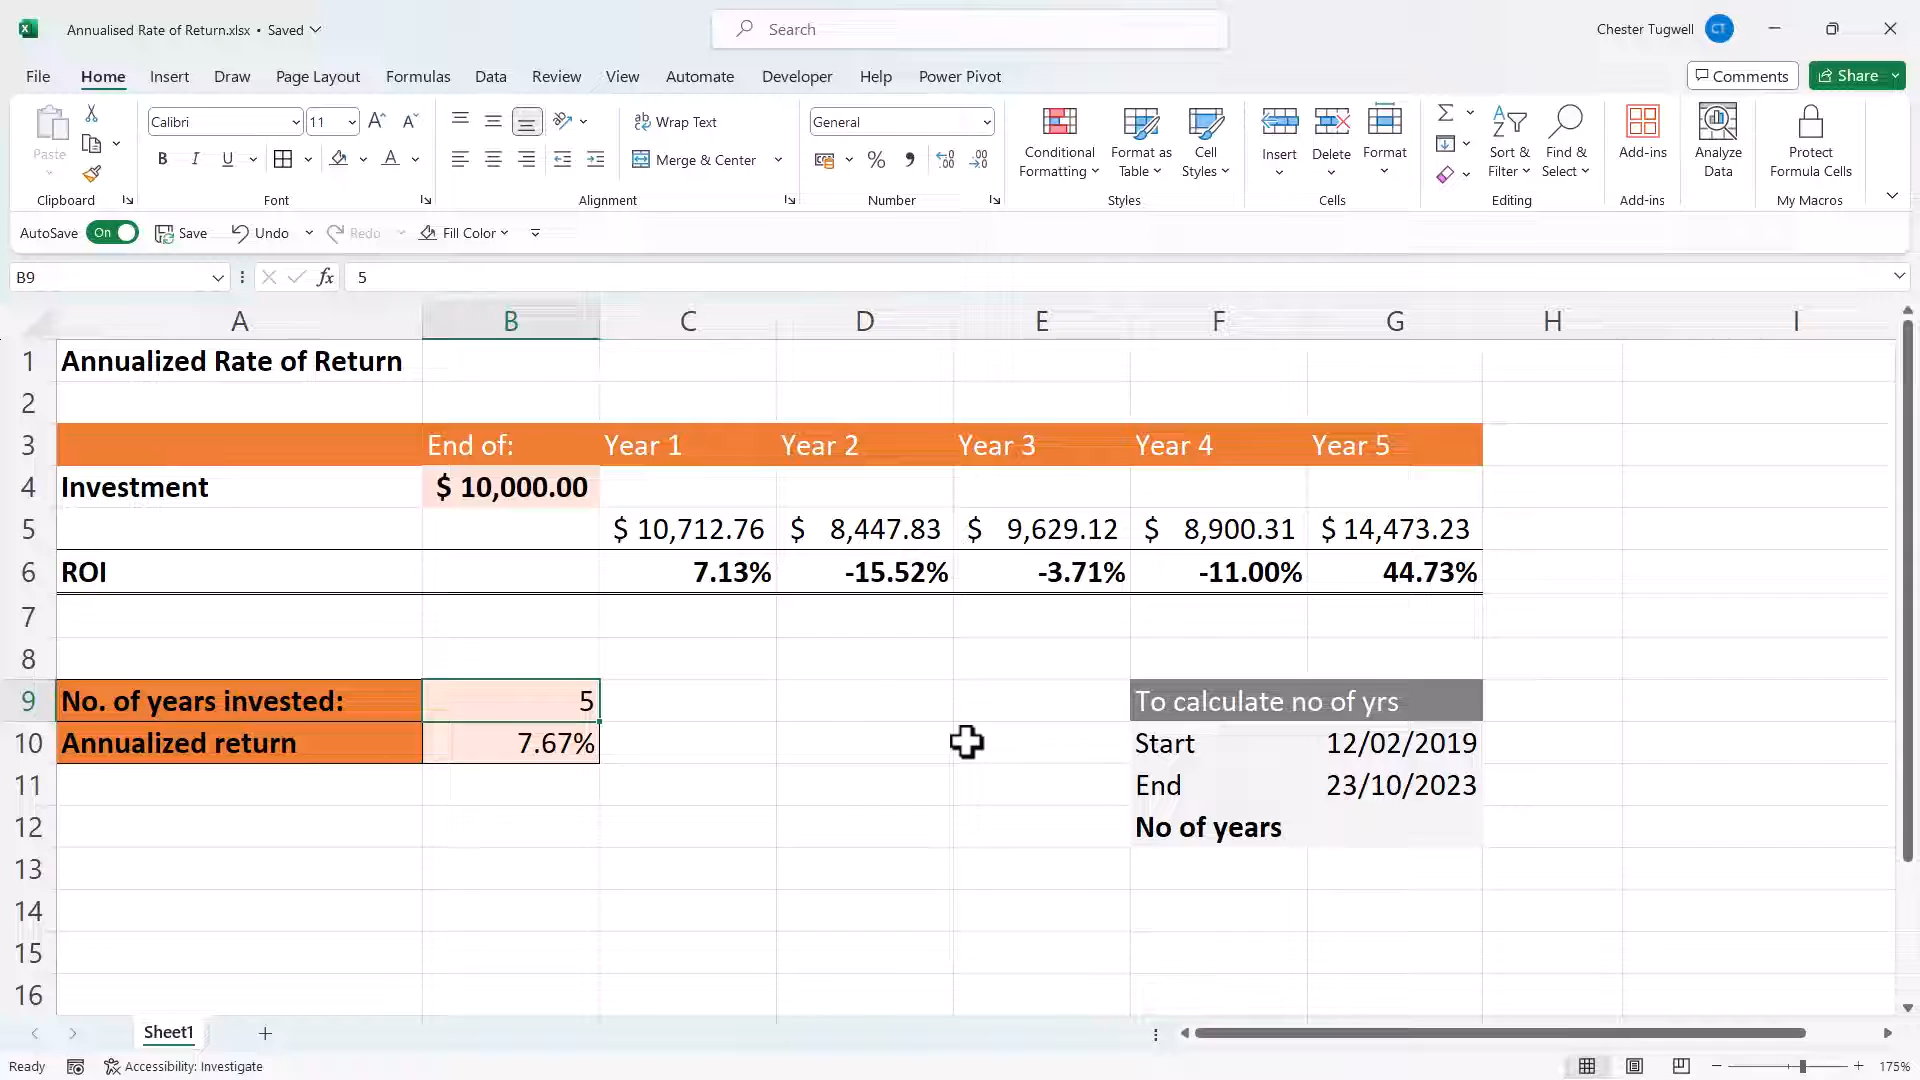 Annualised Rate of Return.xlsx • Saved
Search
Chester Tugwell CT
File Home Insert Draw Page Layout Formulas Data Review View Automate Developer Help Power Pivot Comments Share
Paste
Calibri 11
Wrap Text
General
B I U
Merge & Center
Conditional Formatting
Format as Table
Cell Styles
Insert
Delete
Format
Sort & Filter
Find & Select
Add-ins
Analyze Data
Protect Formula Cells
Clipboard Font Alignment Number Styles Cells Editing Add-ins My Macros
AutoSave On Save Undo Redo Fill Color
B9 fx 5
A B C D E F G H I
1 Annualized Rate of Return
2
3 End of: Year 1 Year 2 Year 3 Year 4 Year 5
4 Investment $ 10,000.00
5 $ 10,712.76 $ 8,447.83 $ 9,629.12 $ 8,900.31 $ 14,473.23
6 ROI 7.13% -15.52% -3.71% -11.00% 44.73%
7
8
9 No. of years invested: 5 To calculate no of yrs
10 Annualized return 7.67% Start 12/02/2019
11 End 23/10/2023
12 No of years
13
14
15
16
Sheet1
Ready Accessibility: Investigate 175%